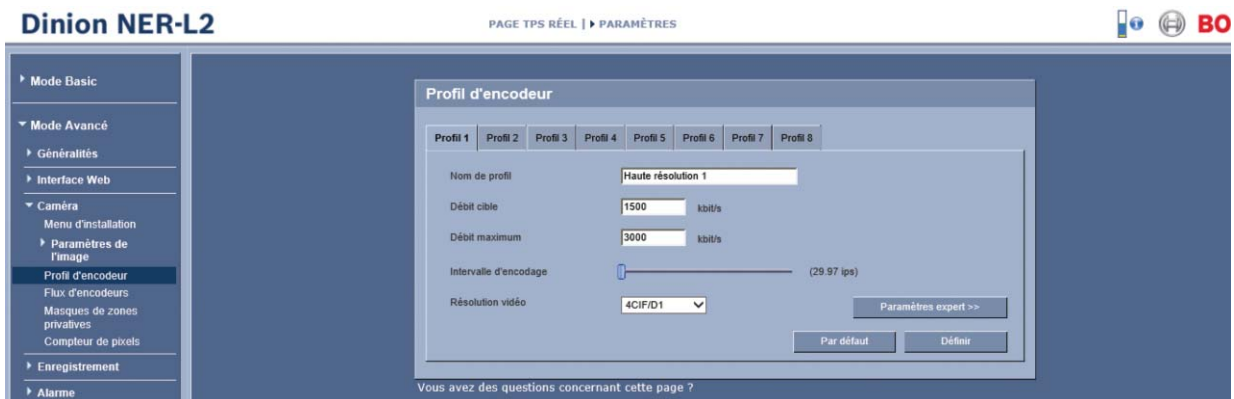 Dinion NER-L2
PAGE TPS RÉEL | PARAMÈTRES
BO
Mode Basic
Mode Avancé
Généralités
Interface Web
Caméra
Menu d'installation
Paramètres de
l'image
Profil d'encodeur
Flux d'encodeurs
Masques de zones
privatives
Compteur de pixels
Enregistrement
Alarme
Profil d'encodeur
Profil 1 Profil 2 Profil 3 Profil 4 Profil 5 Profil 6 Profil 7 Profil 8
Nom de profil Haute résolution 1
Débit cible 1500 kbit/s
Débit maximum 3000 kbit/s
Intervalle d'encodage (29.97 ips)
Résolution vidéo 4CIF/D1 Paramètres expert >>
Par défaut Définir
Vous avez des questions concernant cette page ?